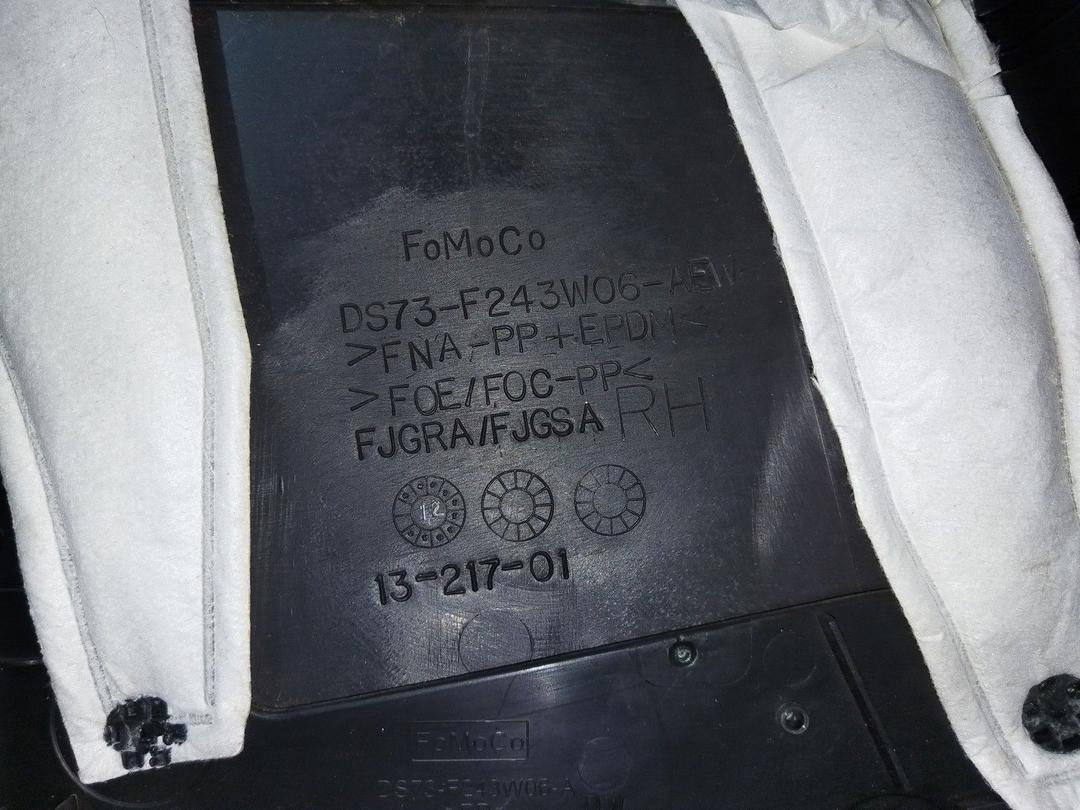 FoMoCo
DS73-F243W06-AEW
>FNA-PP+EPDM<
>FOE/FOC-PP<
FJGRA/FJGSA RH
12
13-217-01
FoMoCo
DS73-F243W06-A